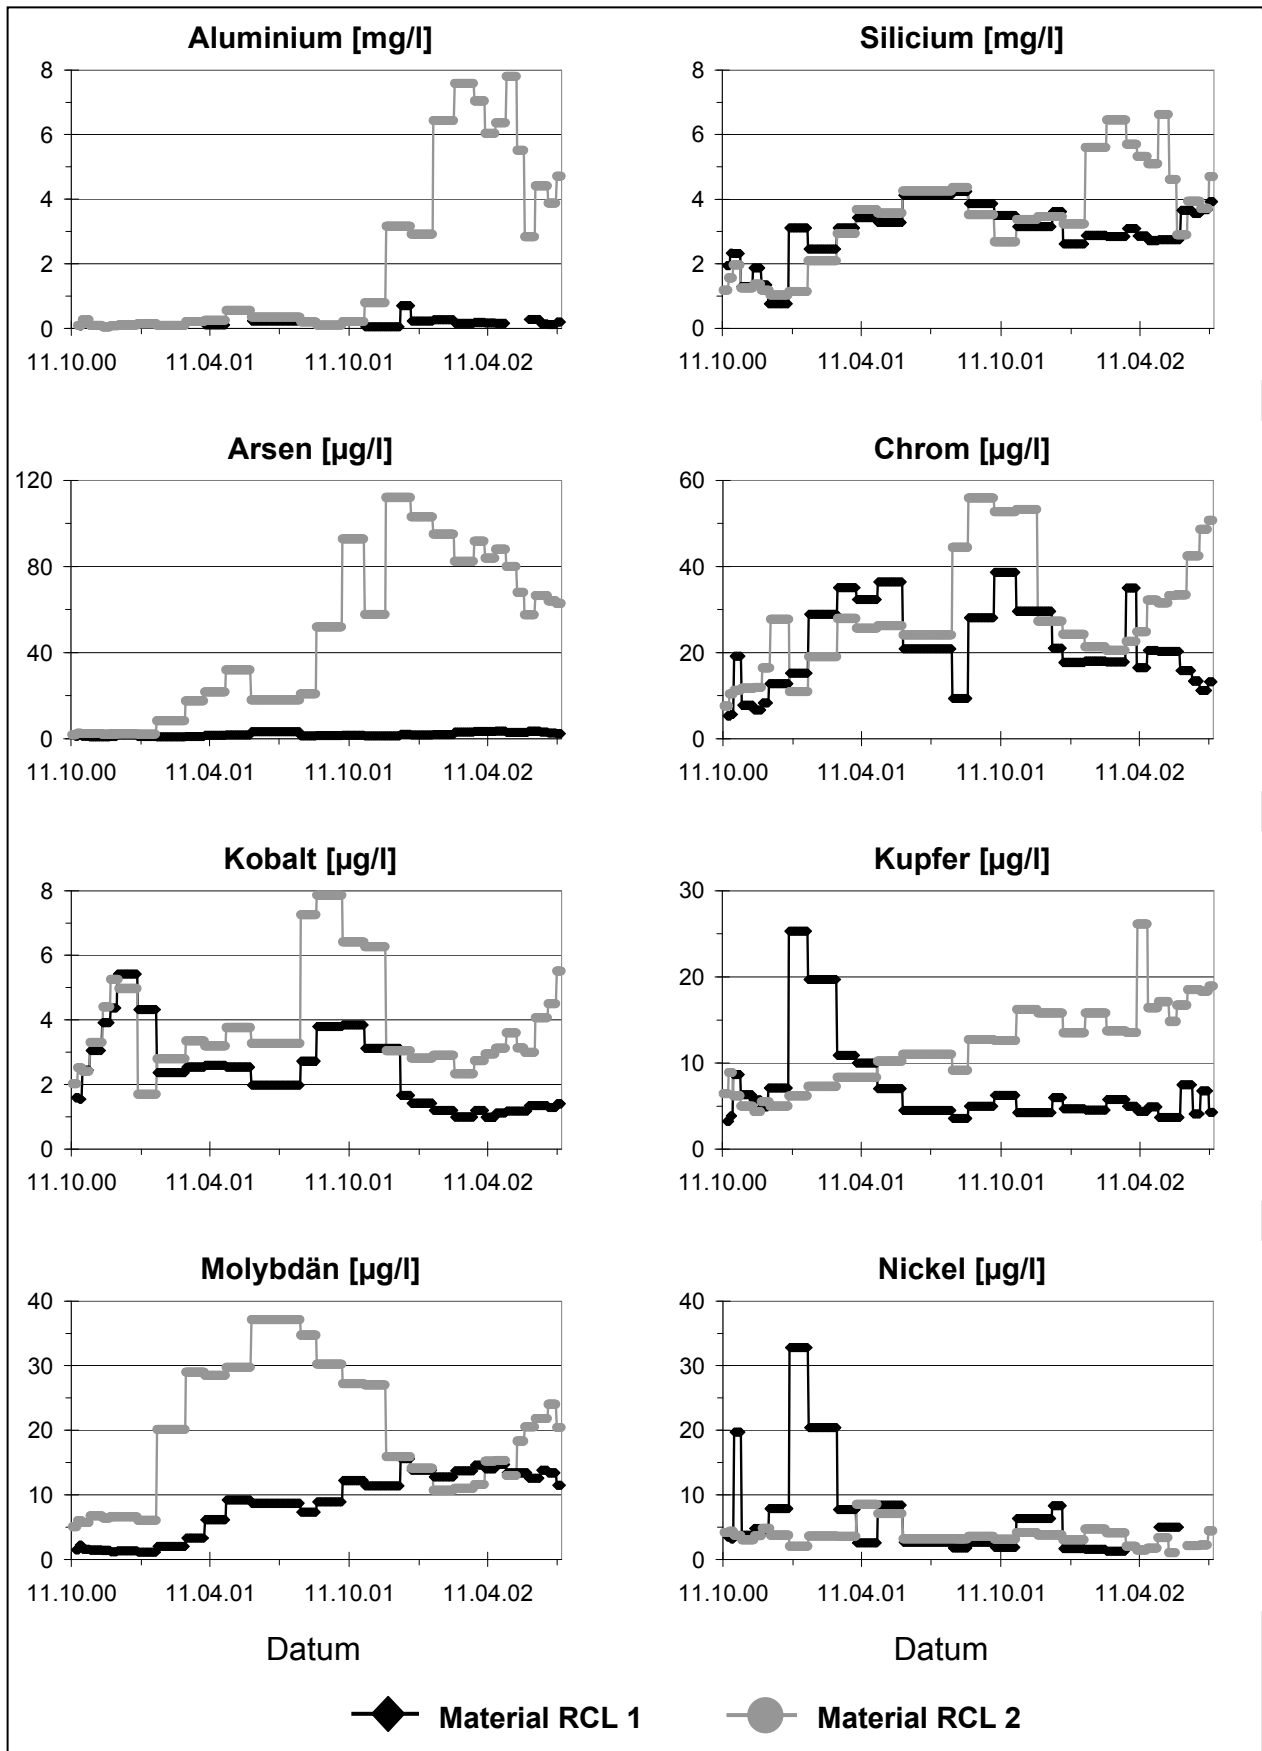 Aluminium [mg/l]
8
6
4
2
0
11.10.00 11.04.01 11.10.01 11.04.02
Silicium [mg/l]
8
6
4
2
0
11.10.00 11.04.01 11.10.01 11.04.02
Arsen [µg/l]
120
80
40
0
11.10.00 11.04.01 11.10.01 11.04.02
Chrom [µg/l]
60
40
20
0
11.10.00 11.04.01 11.10.01 11.04.02
Kobalt [µg/l]
8
6
4
2
0
11.10.00 11.04.01 11.10.01 11.04.02
Kupfer [µg/l]
30
20
10
0
11.10.00 11.04.01 11.10.01 11.04.02
Molybdän [µg/l]
40
30
20
10
0
11.10.00 11.04.01 11.10.01 11.04.02
Datum
Nickel [µg/l]
40
30
20
10
0
11.10.00 11.04.01 11.10.01 11.04.02
Datum
Material RCL 1 Material RCL 2